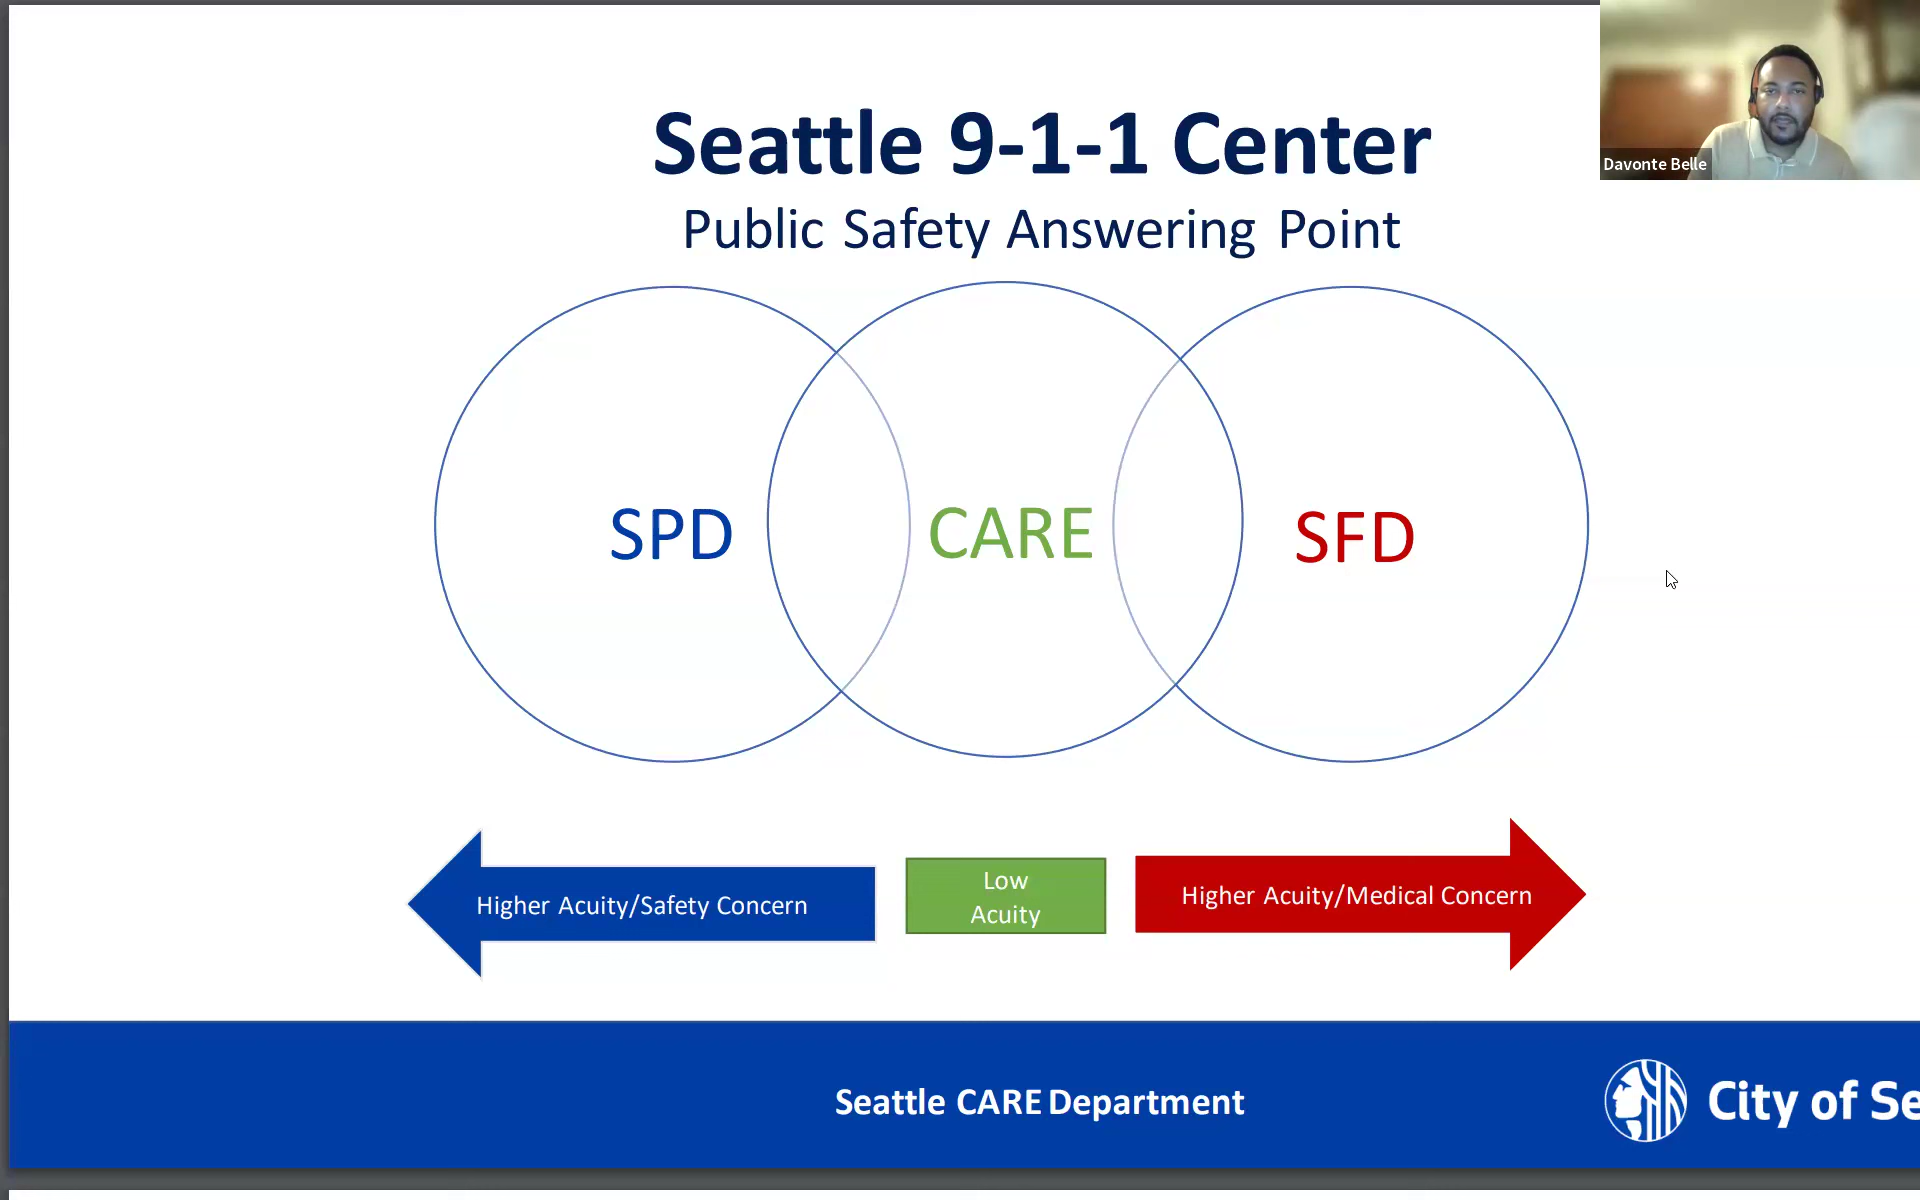 Seattle 9-1-1 Center
Public Safety Answering Point
Davonte Belle
SPD
CARE
SFD
Higher Acuity/Safety Concern
Low
Acuity
Higher Acuity/Medical Concern
Seattle CARE Department
City of Se